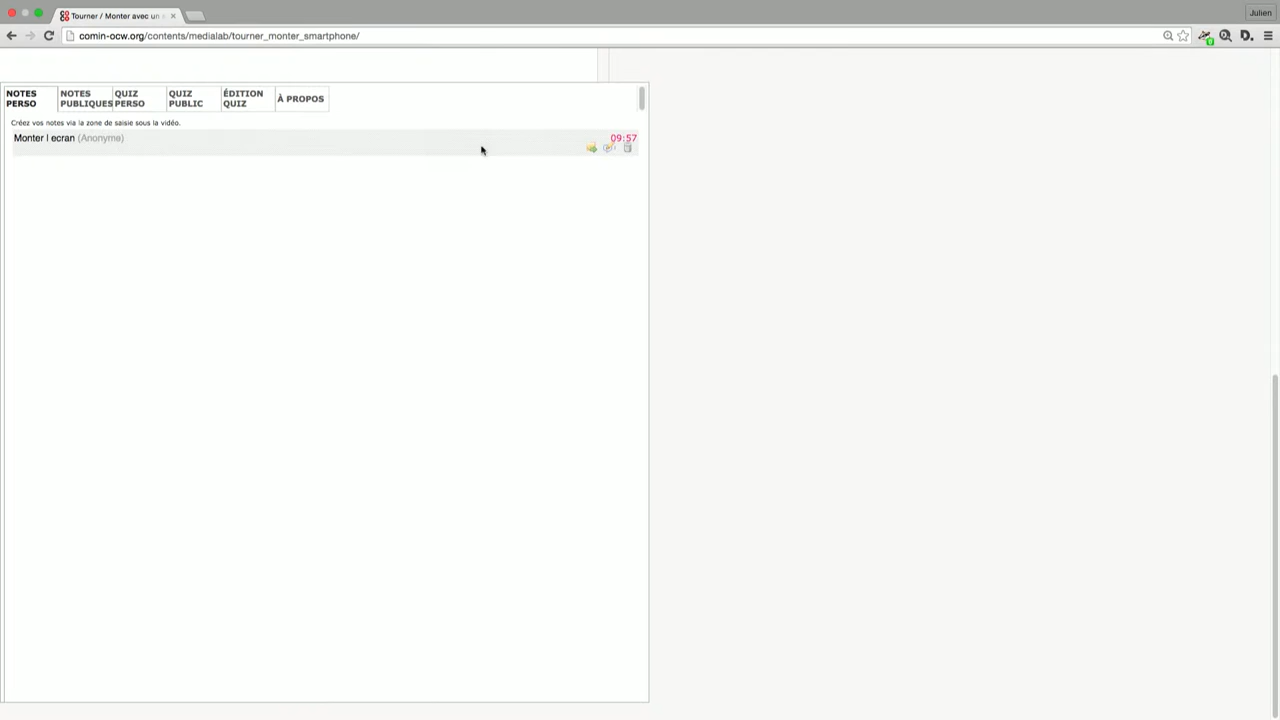 Tourner / Monter avec un
Julien
comin-ocw.org/contents/medialab/tourner_monter_smartphone/
NOTES PERSO
NOTES PUBLIQUES
QUIZ PERSO
QUIZ PUBLIC
ÉDITION QUIZ
À PROPOS
Créez vos notes via la zone de saisie sous la vidéo.
Monter l ecran (Anonyme)
09:57